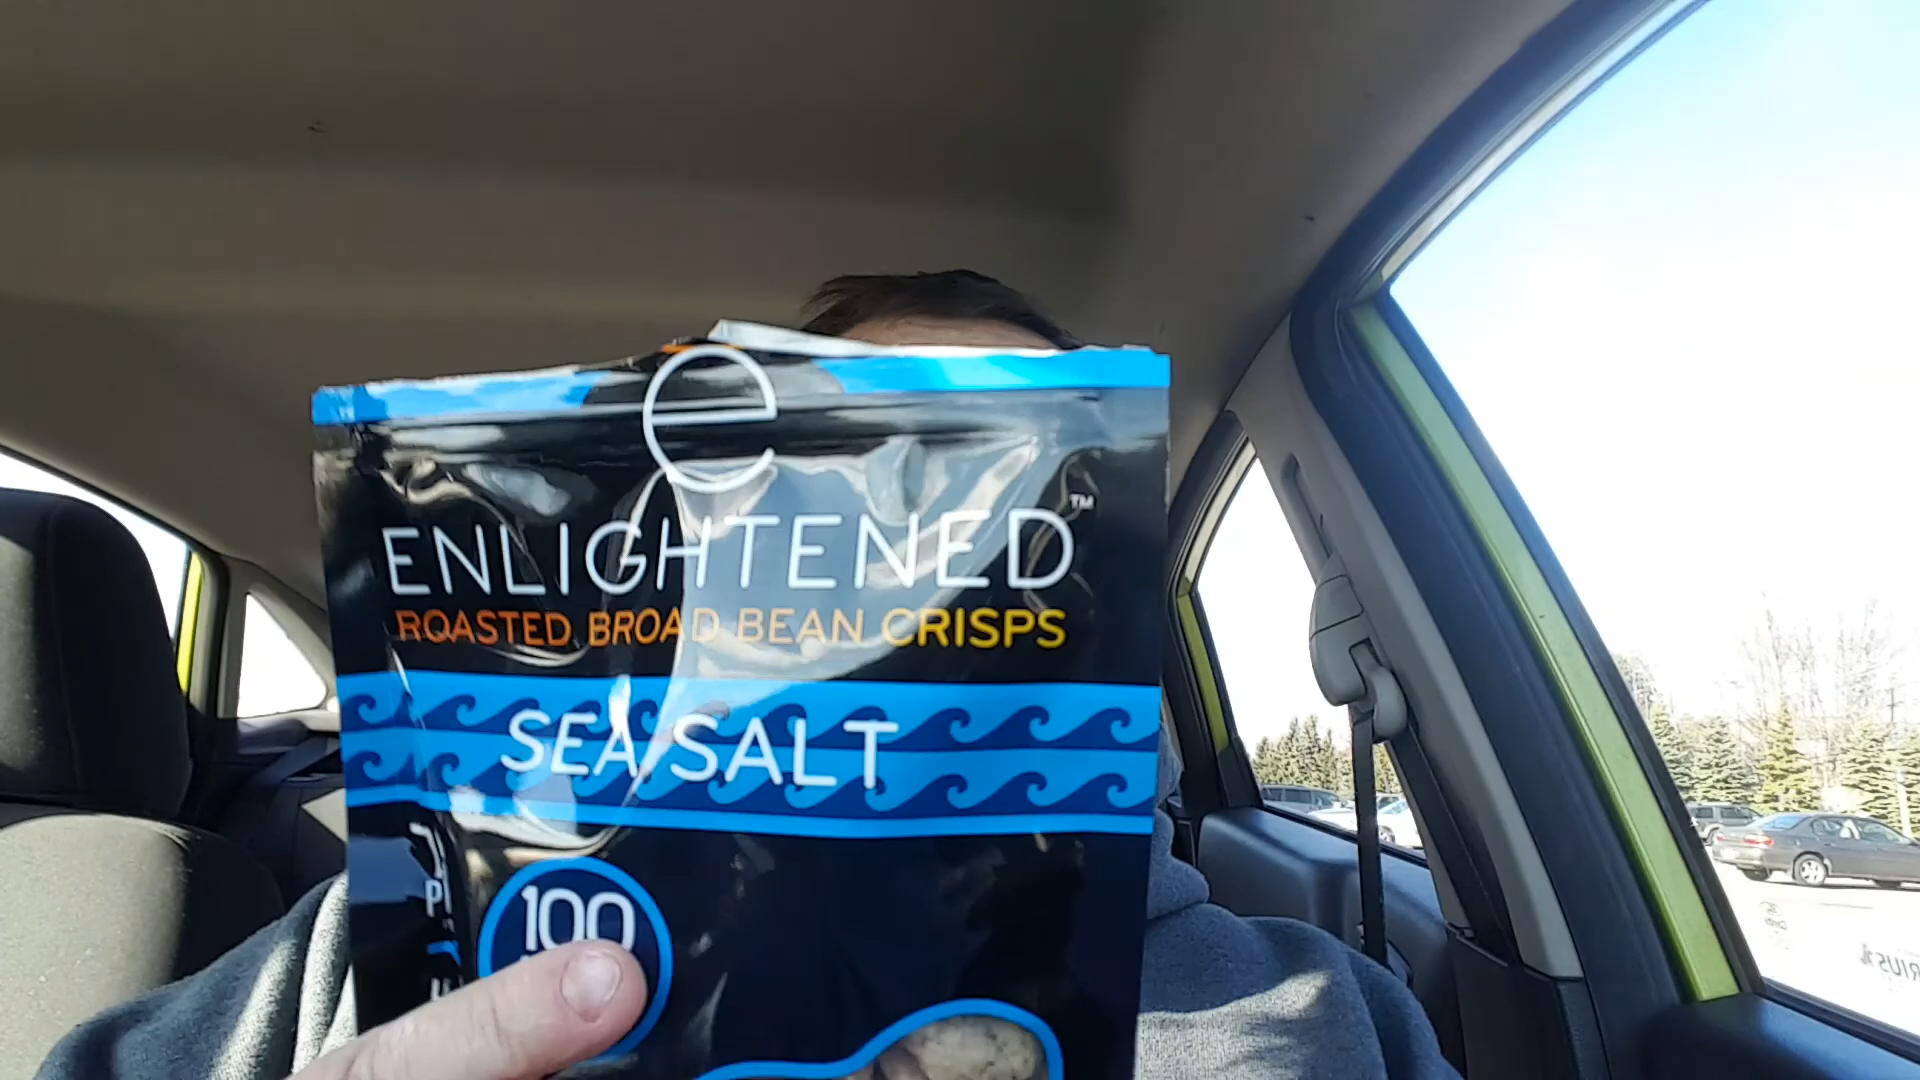 e
ENLIGHTENED™
ROASTED BROAD BEAN CRISPS
SEA SALT
100